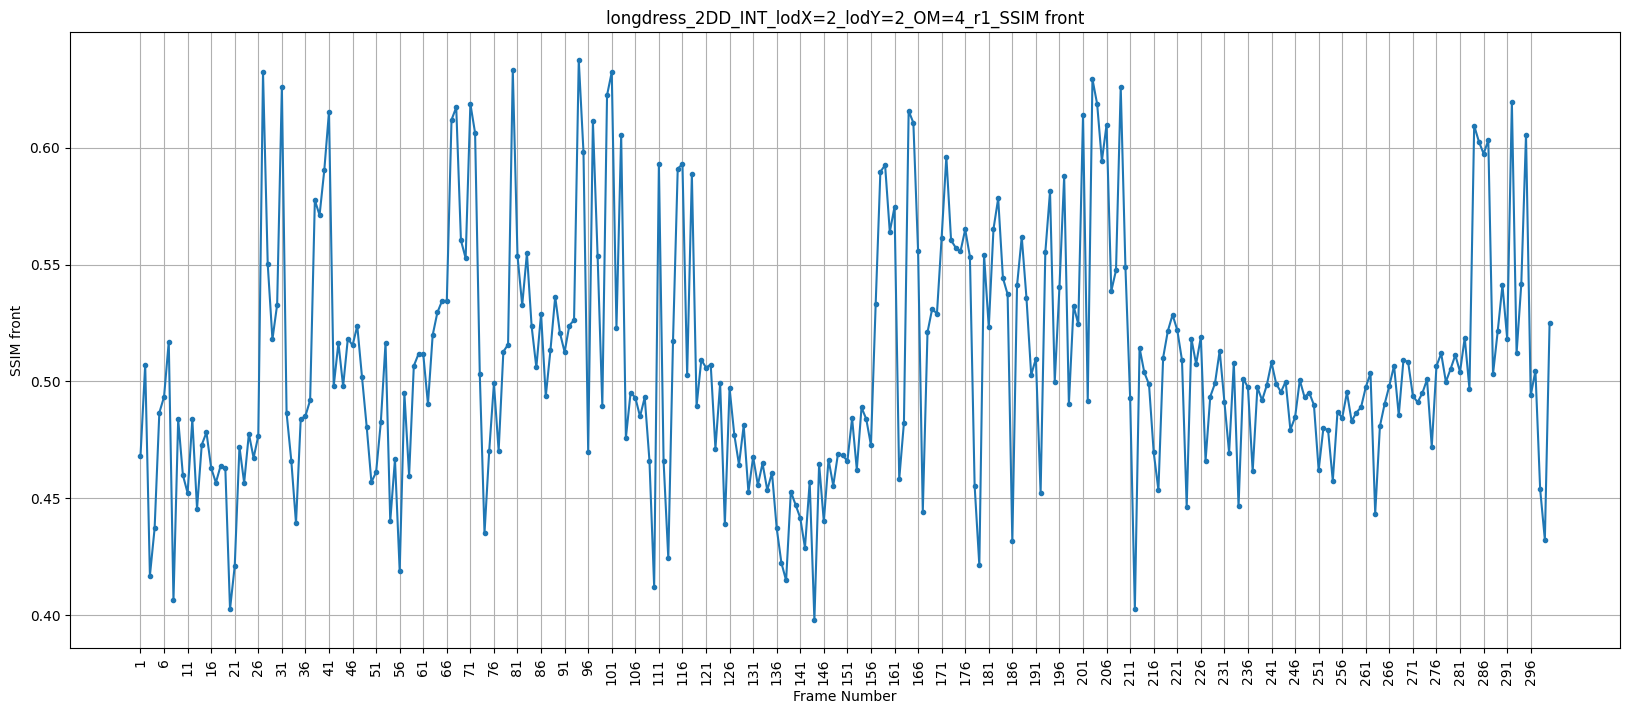 longdress_2DD_INT_lodX=2_lodY=2_OM=4_r1_SSIM front
SSIM front
0.60
0.55
0.50
0.45
0.40
1 6 11 16 21 26 31 36 41 46 51 56 61 66 71 76 81 86 91 96 101 106 111 116 121 126 131 136 141 146 151 156 161 166 171 176 181 186 191 196 201 206 211 216 221 226 231 236 241 246 251 256 261 266 271 276 281 286 291 296
Frame Number